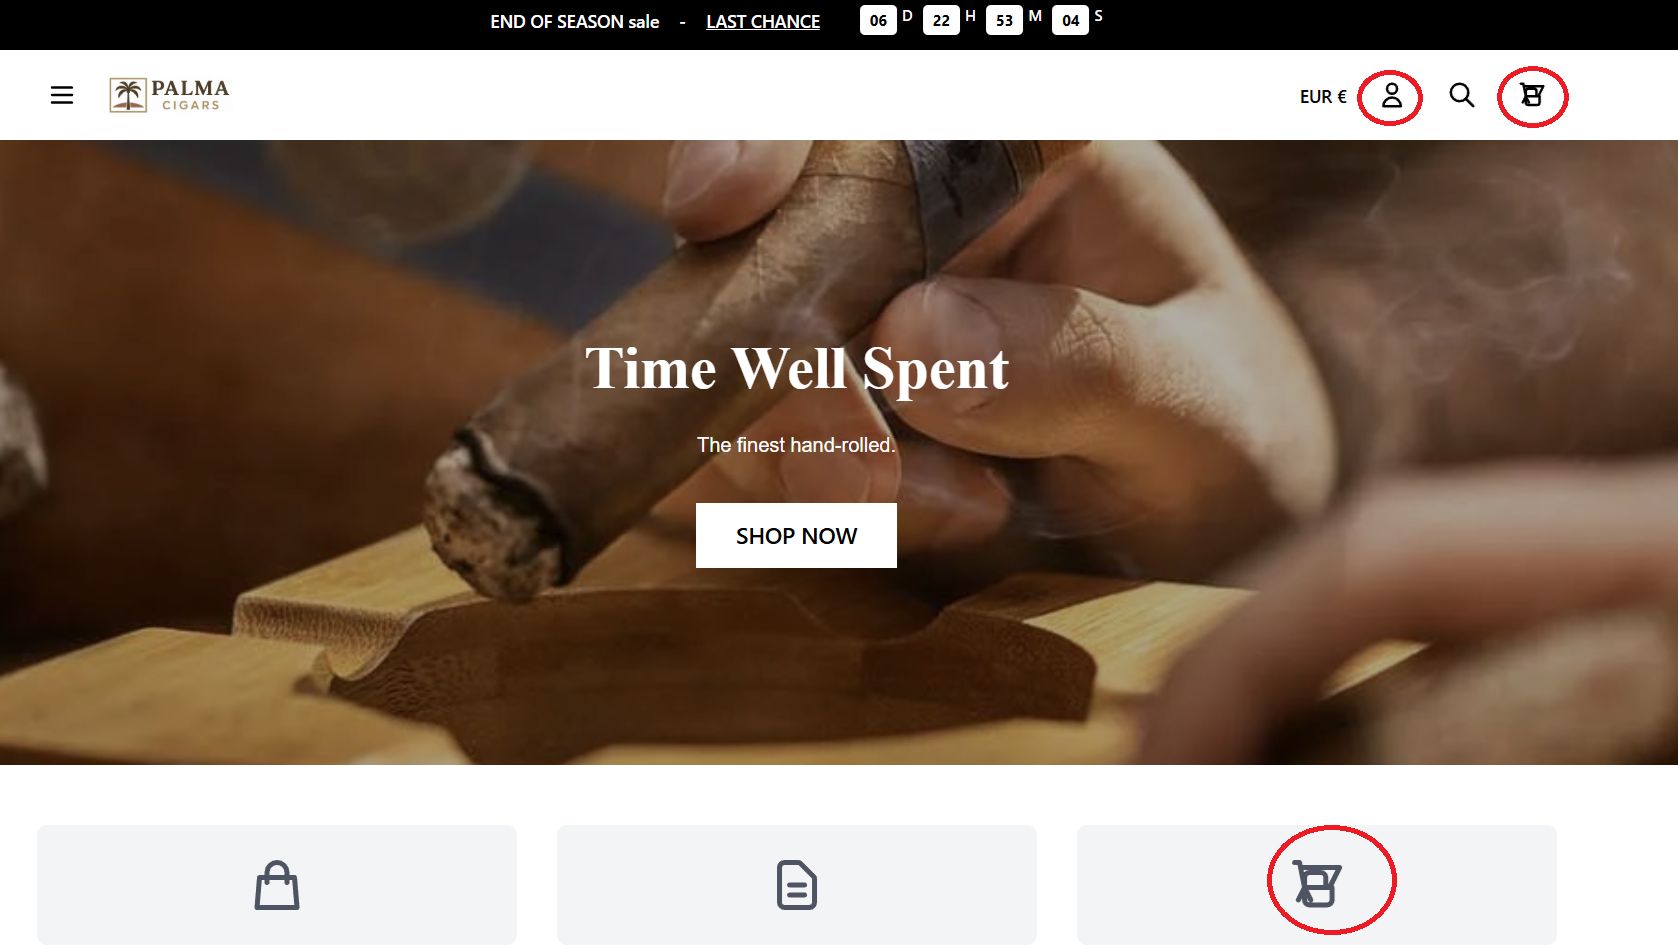 END OF SEASON sale - LAST CHANCE 06 D 22 H 53 M 04 S
PALMA
CIGARS
EUR €
Time Well Spent
The finest hand-rolled.
SHOP NOW